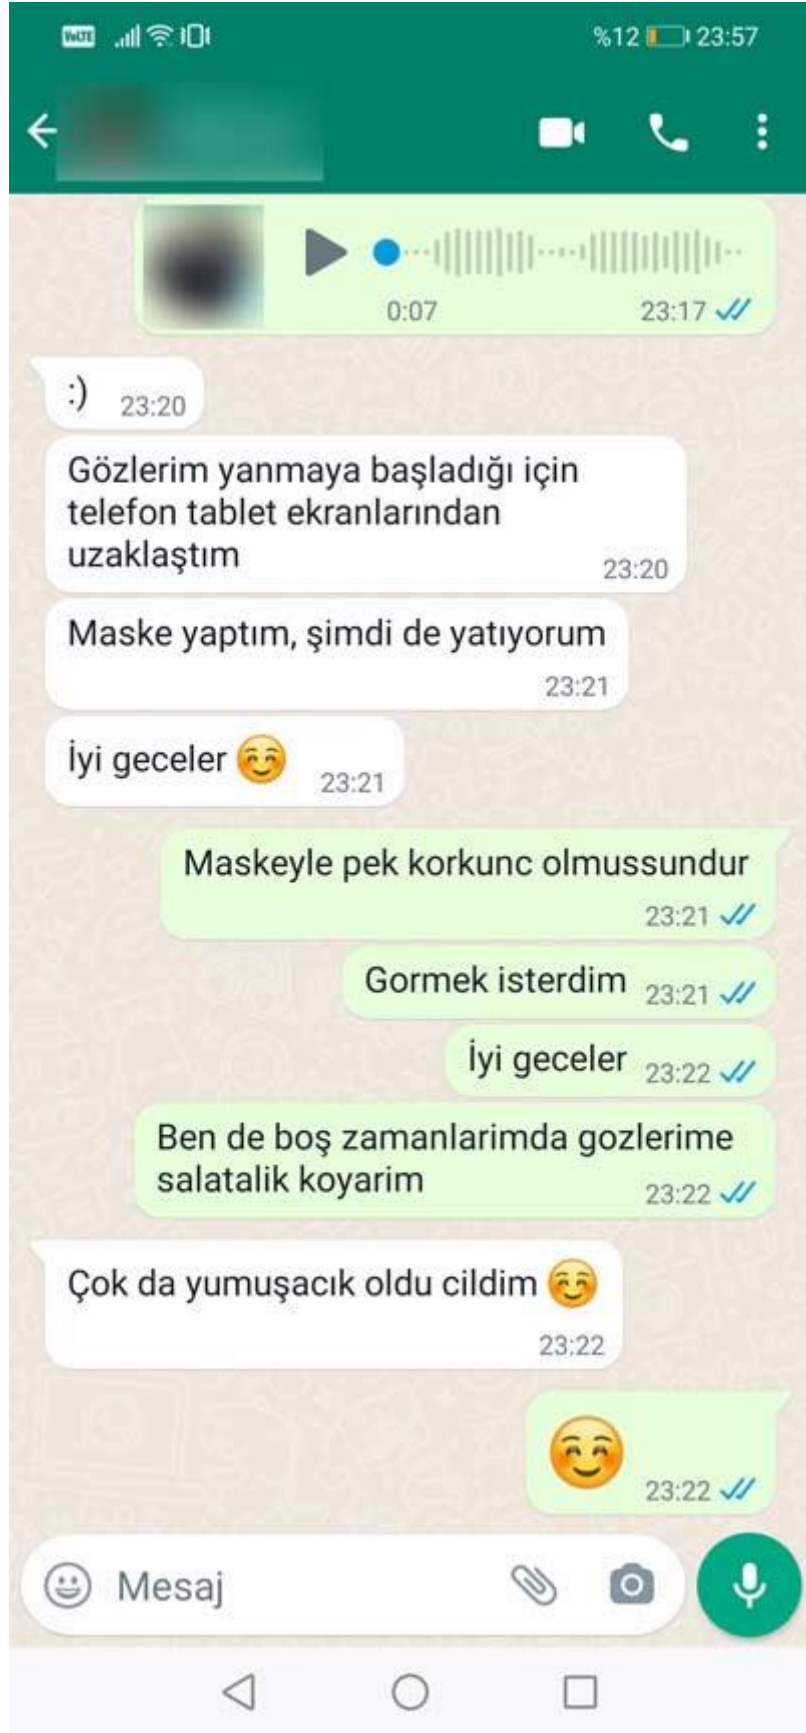 VoLTE
%12 23:57
0:07 23:17
:) 23:20
Gözlerim yanmaya başladığı için
telefon tablet ekranlarından
uzaklaştım 23:20
Maske yaptım, şimdi de yatıyorum
23:21
İyi geceler 23:21
Maskeyle pek korkunc olmussundur
23:21
Gormek isterdim 23:21
İyi geceler 23:22
Ben de boş zamanlarimda gozlerime
salatalik koyarim 23:22
Çok da yumuşacık oldu cildim
23:22
23:22
Mesaj